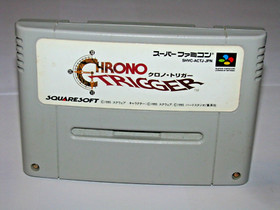 スーパーファミコン
SHVC-ACTJ-JPN
CHRONO
TRIGGER
クロノ・トリガー
SQUARESOFT